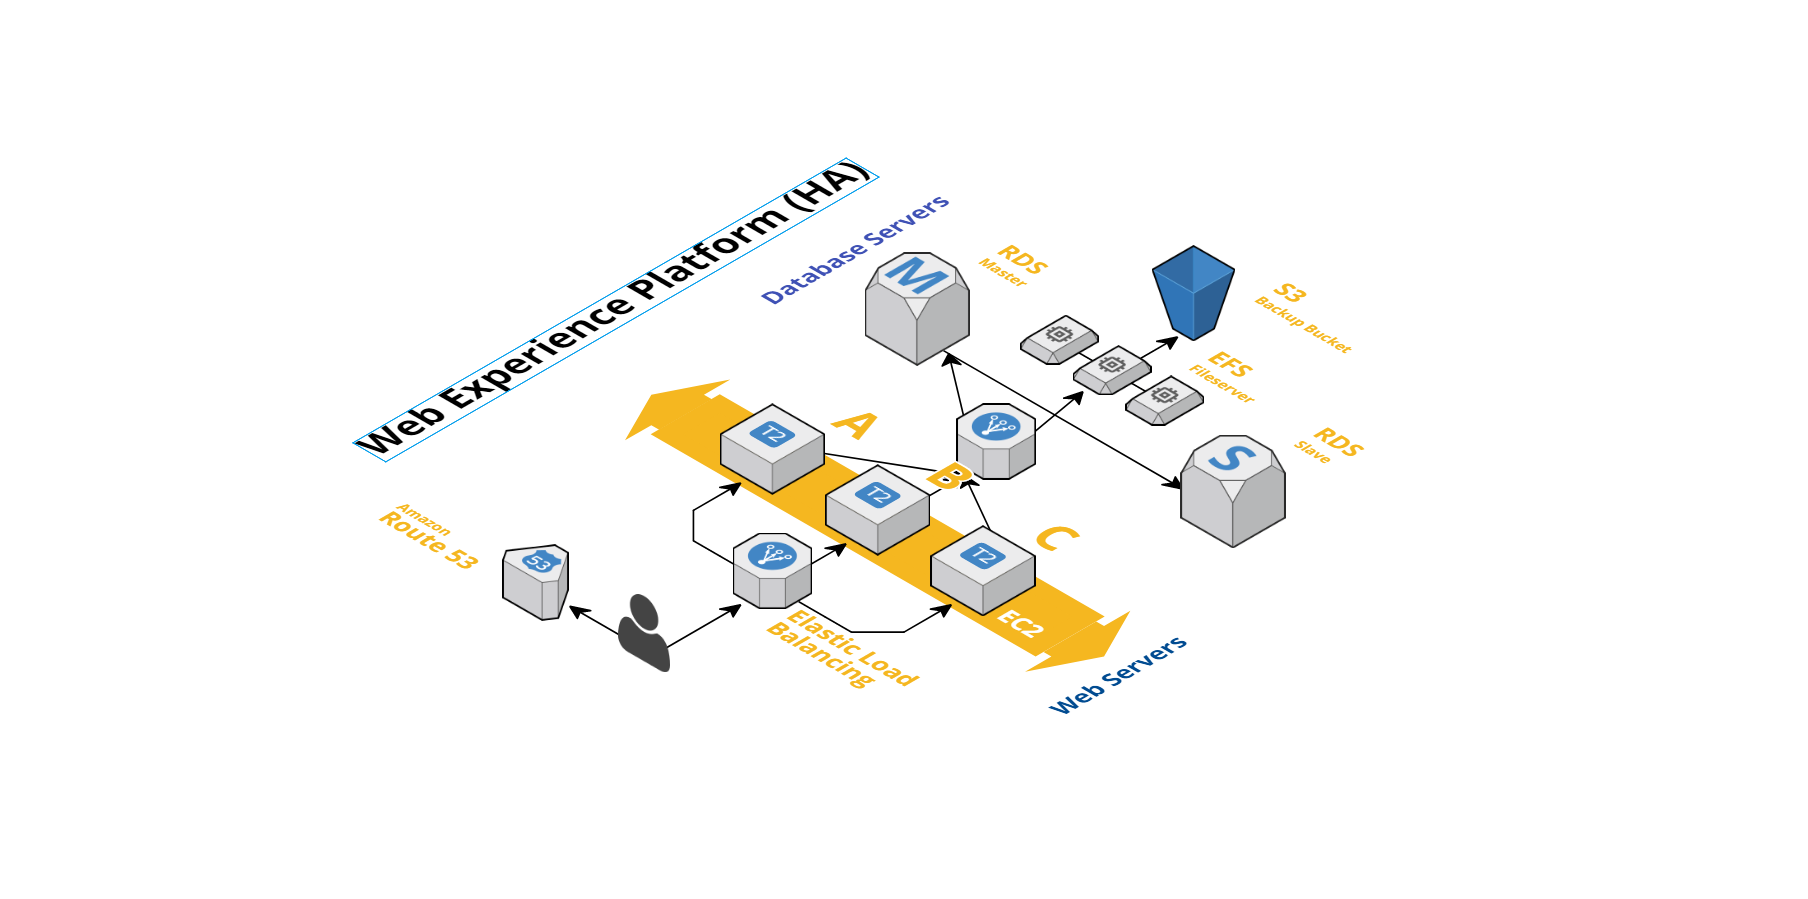 Web Experience Platform (HA)
Database Servers
M
RDS
Master
S3
Backup Bucket
EFS
Fileserver
RDS
Slave
S
A
B
C
T2
T2
T2
EC2
Amazon
Route 53
53
Elastic Load
Balancing
Web Servers